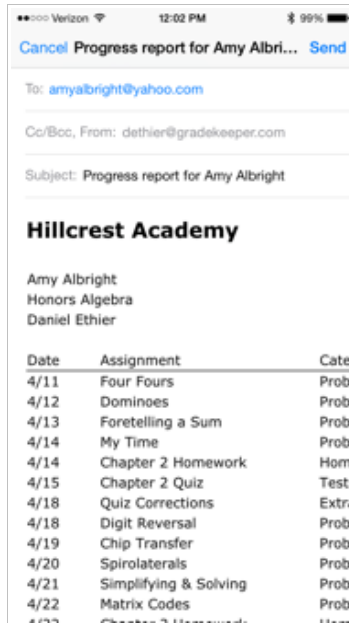 Verizon 12:02 PM 99%
Cancel Progress report for Amy Albri... Send
To: amyalbright@yahoo.com
Cc/Bcc, From: dethier@gradekeeper.com
Subject: Progress report for Amy Albright
Hillcrest Academy
Amy Albright
Honors Algebra
Daniel Ethier
Date Assignment Cate
4/11 Four Fours Prob
4/12 Dominoes Prob
4/13 Foretelling a Sum Prob
4/14 My Time Prob
4/14 Chapter 2 Homework Hom
4/15 Chapter 2 Quiz Test
4/18 Quiz Corrections Extr
4/18 Digit Reversal Prob
4/19 Chip Transfer Prob
4/20 Spirolaterals Prob
4/21 Simplifying & Solving Prob
4/22 Matrix Codes Prob
Chapter 2 Homework